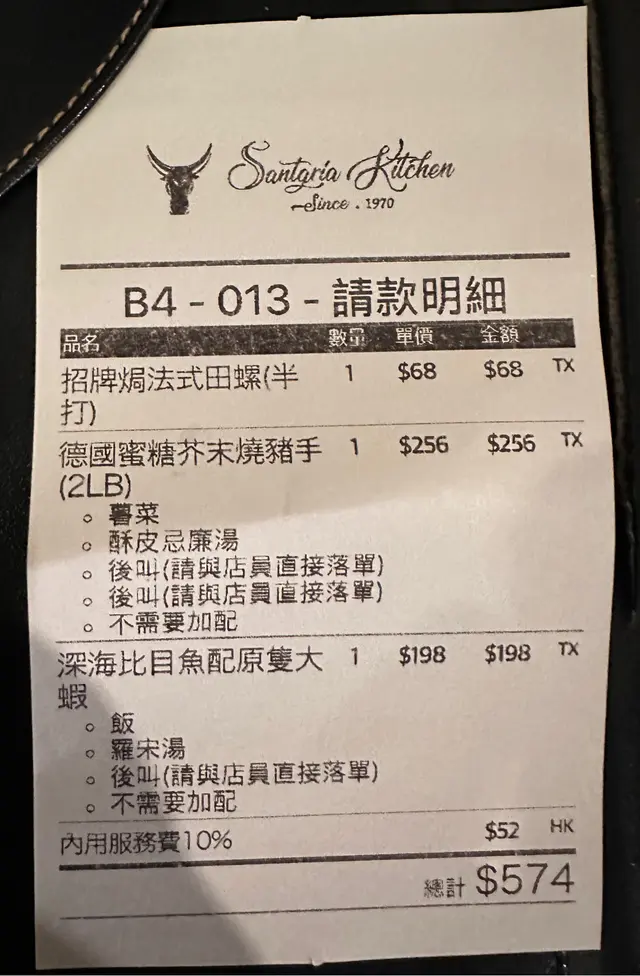 Santgria Kitchen
Since . 1970
B4 - 013 - 請款明細
品名 數量 單價 金額
招牌焗法式田螺(半 1 $68 $68 TX
打)
德國蜜糖芥末燒豬手 1 $256 $256 TX
(2LB)
薯菜
酥皮忌廉湯
後叫(請與店員直接落單)
後叫(請與店員直接落單)
不需要加配
深海比目魚配原隻大 1 $198 $198 TX
蝦
飯
羅宋湯
後叫(請與店員直接落單)
不需要加配
內用服務費10% $52 HK
總計 $574